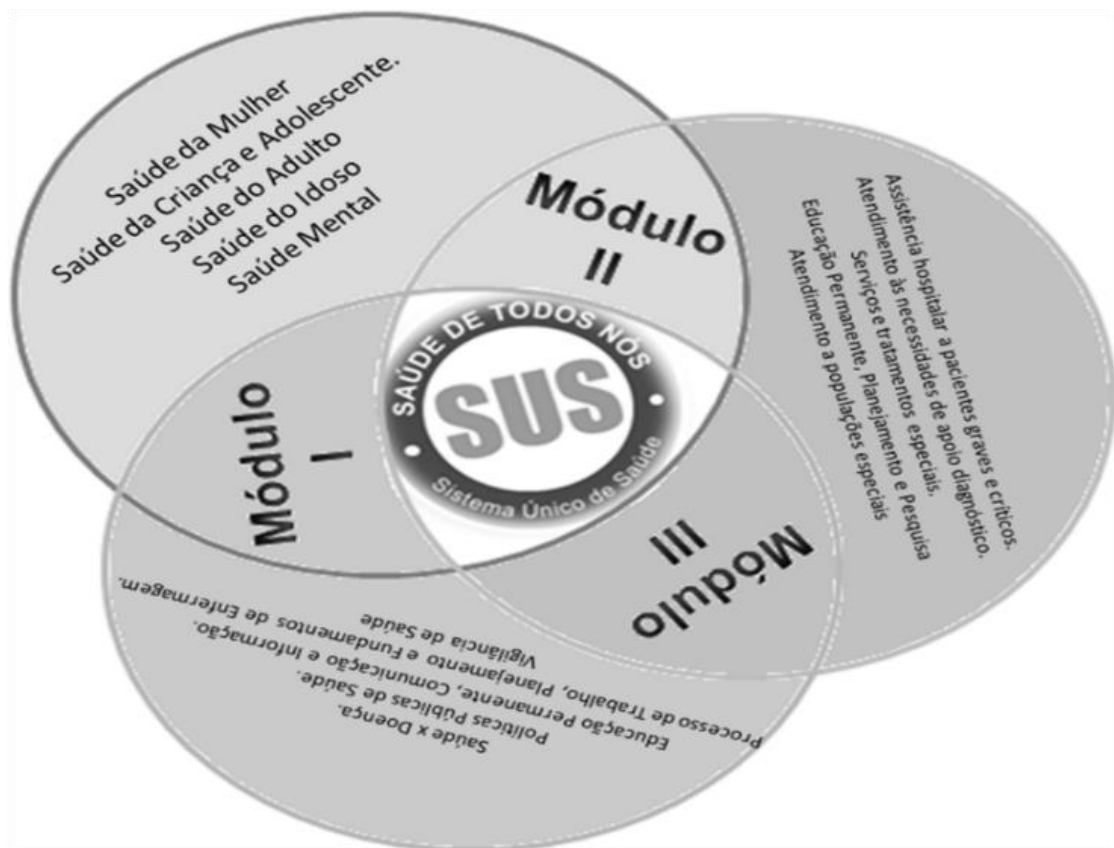 Saúde da Mulher
Saúde da Criança e Adolescente.
Saúde do Adulto
Saúde do Idoso
Saúde Mental
Módulo
II
Assistência hospitalar a pacientes graves e críticos.
Atendimento às necessidades de apoio diagnóstico.
Serviços e tratamentos especiais.
Educação Permanente, Planejamento e Pesquisa
Atendimento a populações especiais
SAÚDE DE TODOS NÓS
SUS
Sistema Único de Saúde
Módulo
I
Módulo
III
Saúde x Doença.
Políticas Públicas de Saúde.
Educação Permanente, Comunicação e Informação.
Processo de Trabalho, Planejamento e Fundamentos de Enfermagem.
Vigilância de Saúde